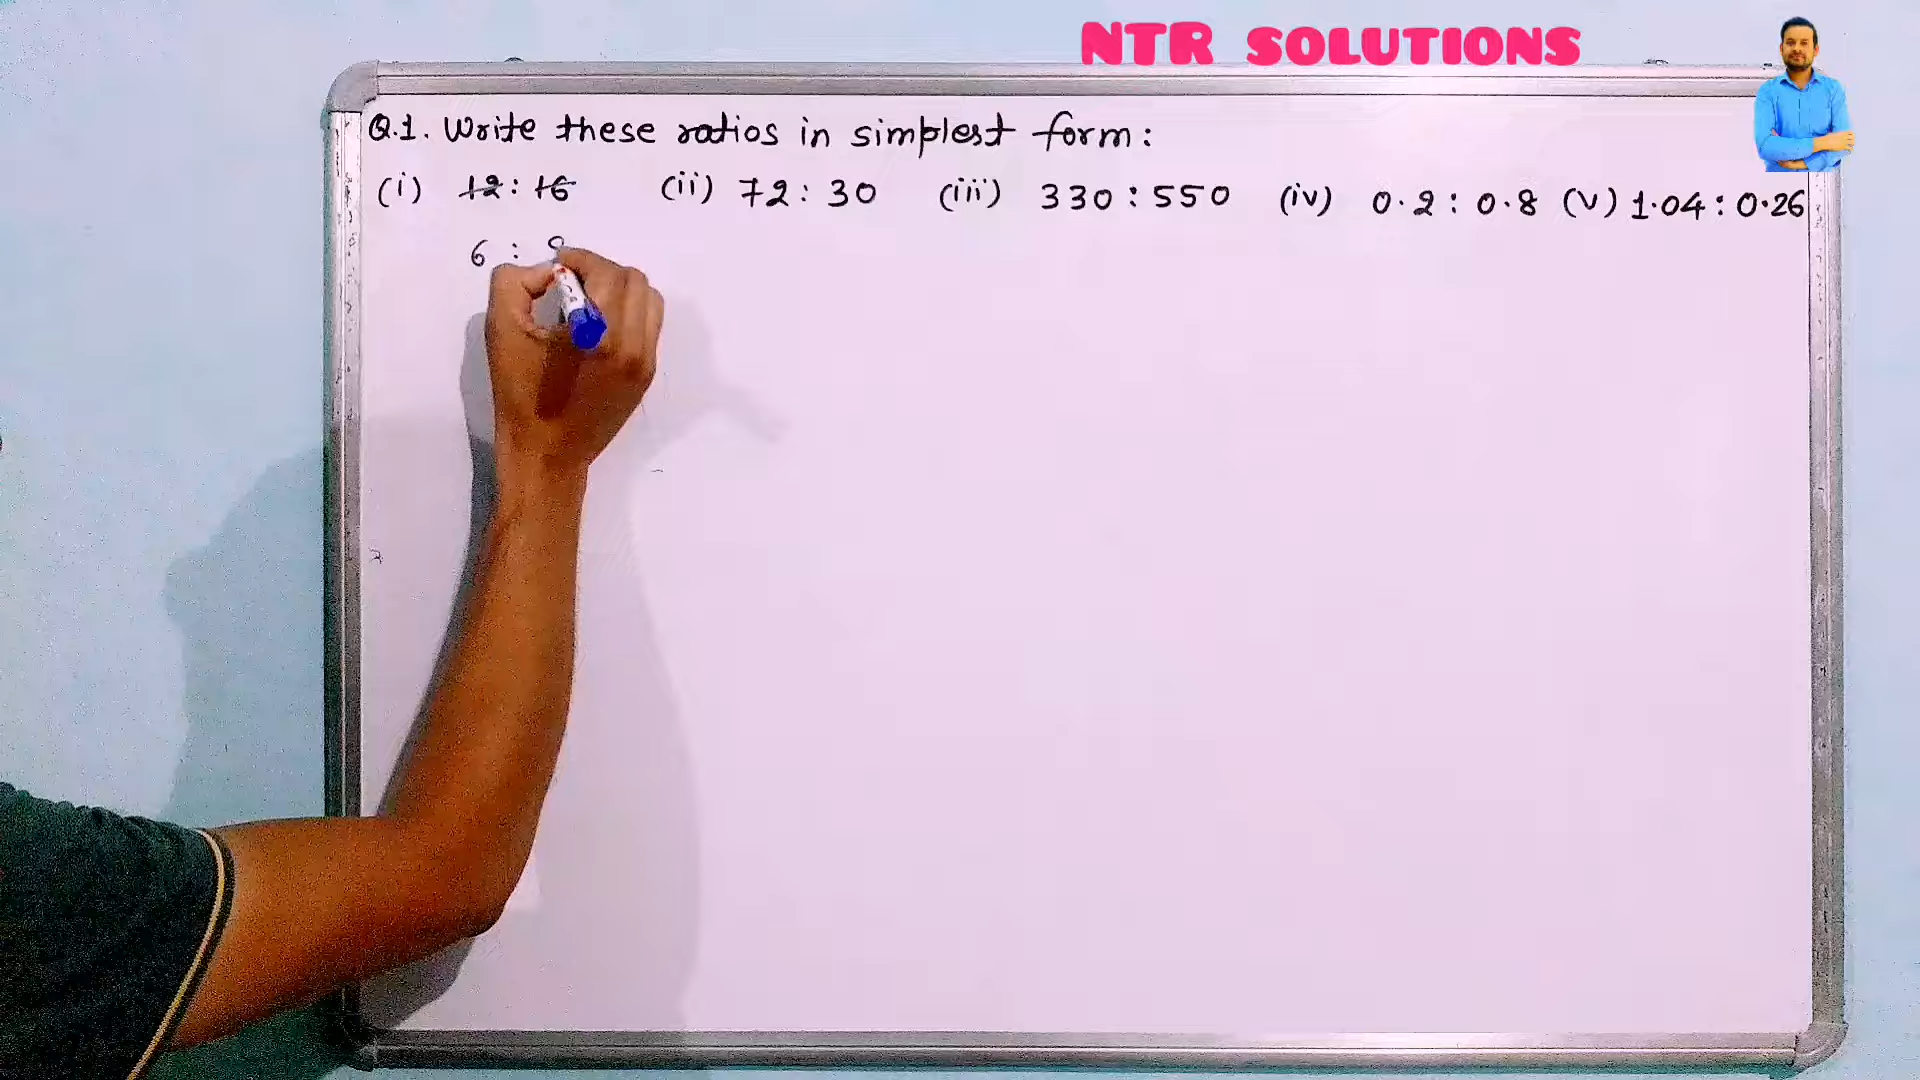 NTR SOLUTIONS
Q.1. Write these ratios in simplest form:
(i) 12:16 (ii) 72:30 (iii) 330:550 (iv) 0.2:0.8 (v) 1.04:0.26
6 :